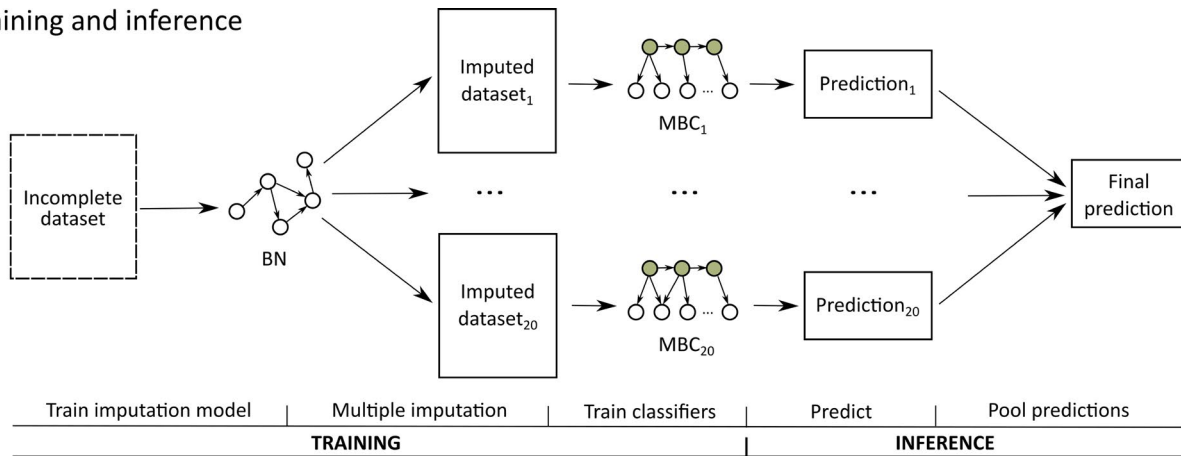 ining and inference
Incomplete
dataset
BN
Imputed
dataset₁
...
MBC₁
Prediction₁
...
...
...
Final
prediction
Imputed
dataset₂₀
...
MBC₂₀
Prediction₂₀
Train imputation model | Multiple imputation | Train classifiers | Predict | Pool predictions
TRAINING | INFERENCE